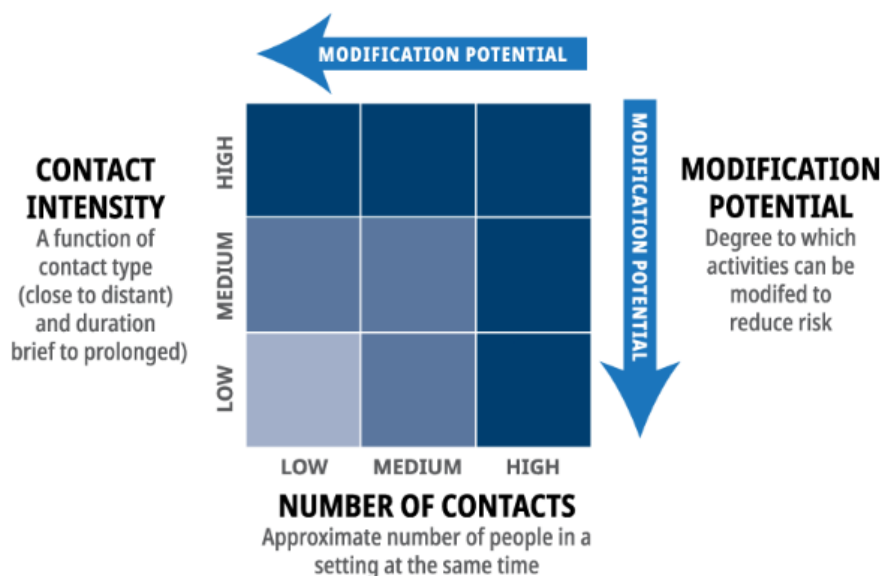 MODIFICATION POTENTIAL
CONTACT
INTENSITY
A function of
contact type
(close to distant)
and duration
brief to prolonged)
HIGH
MEDIUM
LOW
MODIFICATION POTENTIAL
MODIFICATION
POTENTIAL
Degree to which
activities can be
modifed to
reduce risk
LOW MEDIUM HIGH
NUMBER OF CONTACTS
Approximate number of people in a
setting at the same time